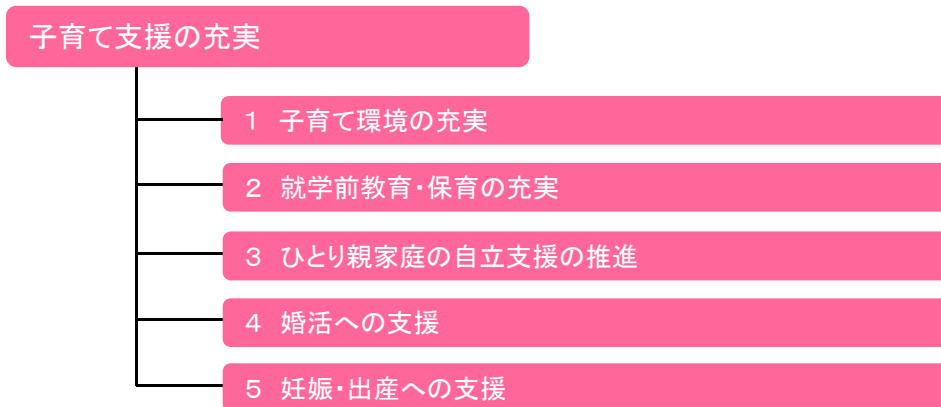 子育て支援の充実
1 子育て環境の充実
2 就学前教育・保育の充実
3 ひとり親家庭の自立支援の推進
4 婚活への支援
5 妊娠・出産への支援